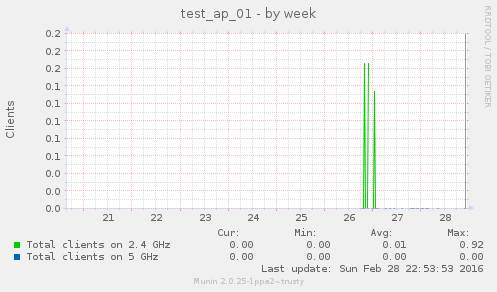 test_ap_01 - by week
RRDTOOL / TOBI OETIKER
Clients
0.2
0.2
0.2
0.1
0.1
0.1
0.1
0.1
0.0
0.0
0.0
21 22 23 24 25 26 27 28
Cur: Min: Avg: Max:
Total clients on 2.4 GHz 0.00 0.00 0.01 0.92
Total clients on 5 GHz 0.00 0.00 0.00 0.00
Last update: Sun Feb 28 22:53:53 2016
Munin 2.0.25-1ppa2~trusty